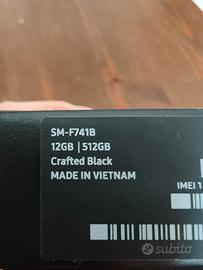 SM-F741B
12GB | 512GB
Crafted Black
MADE IN VIETNAM
IMEI 1
subito